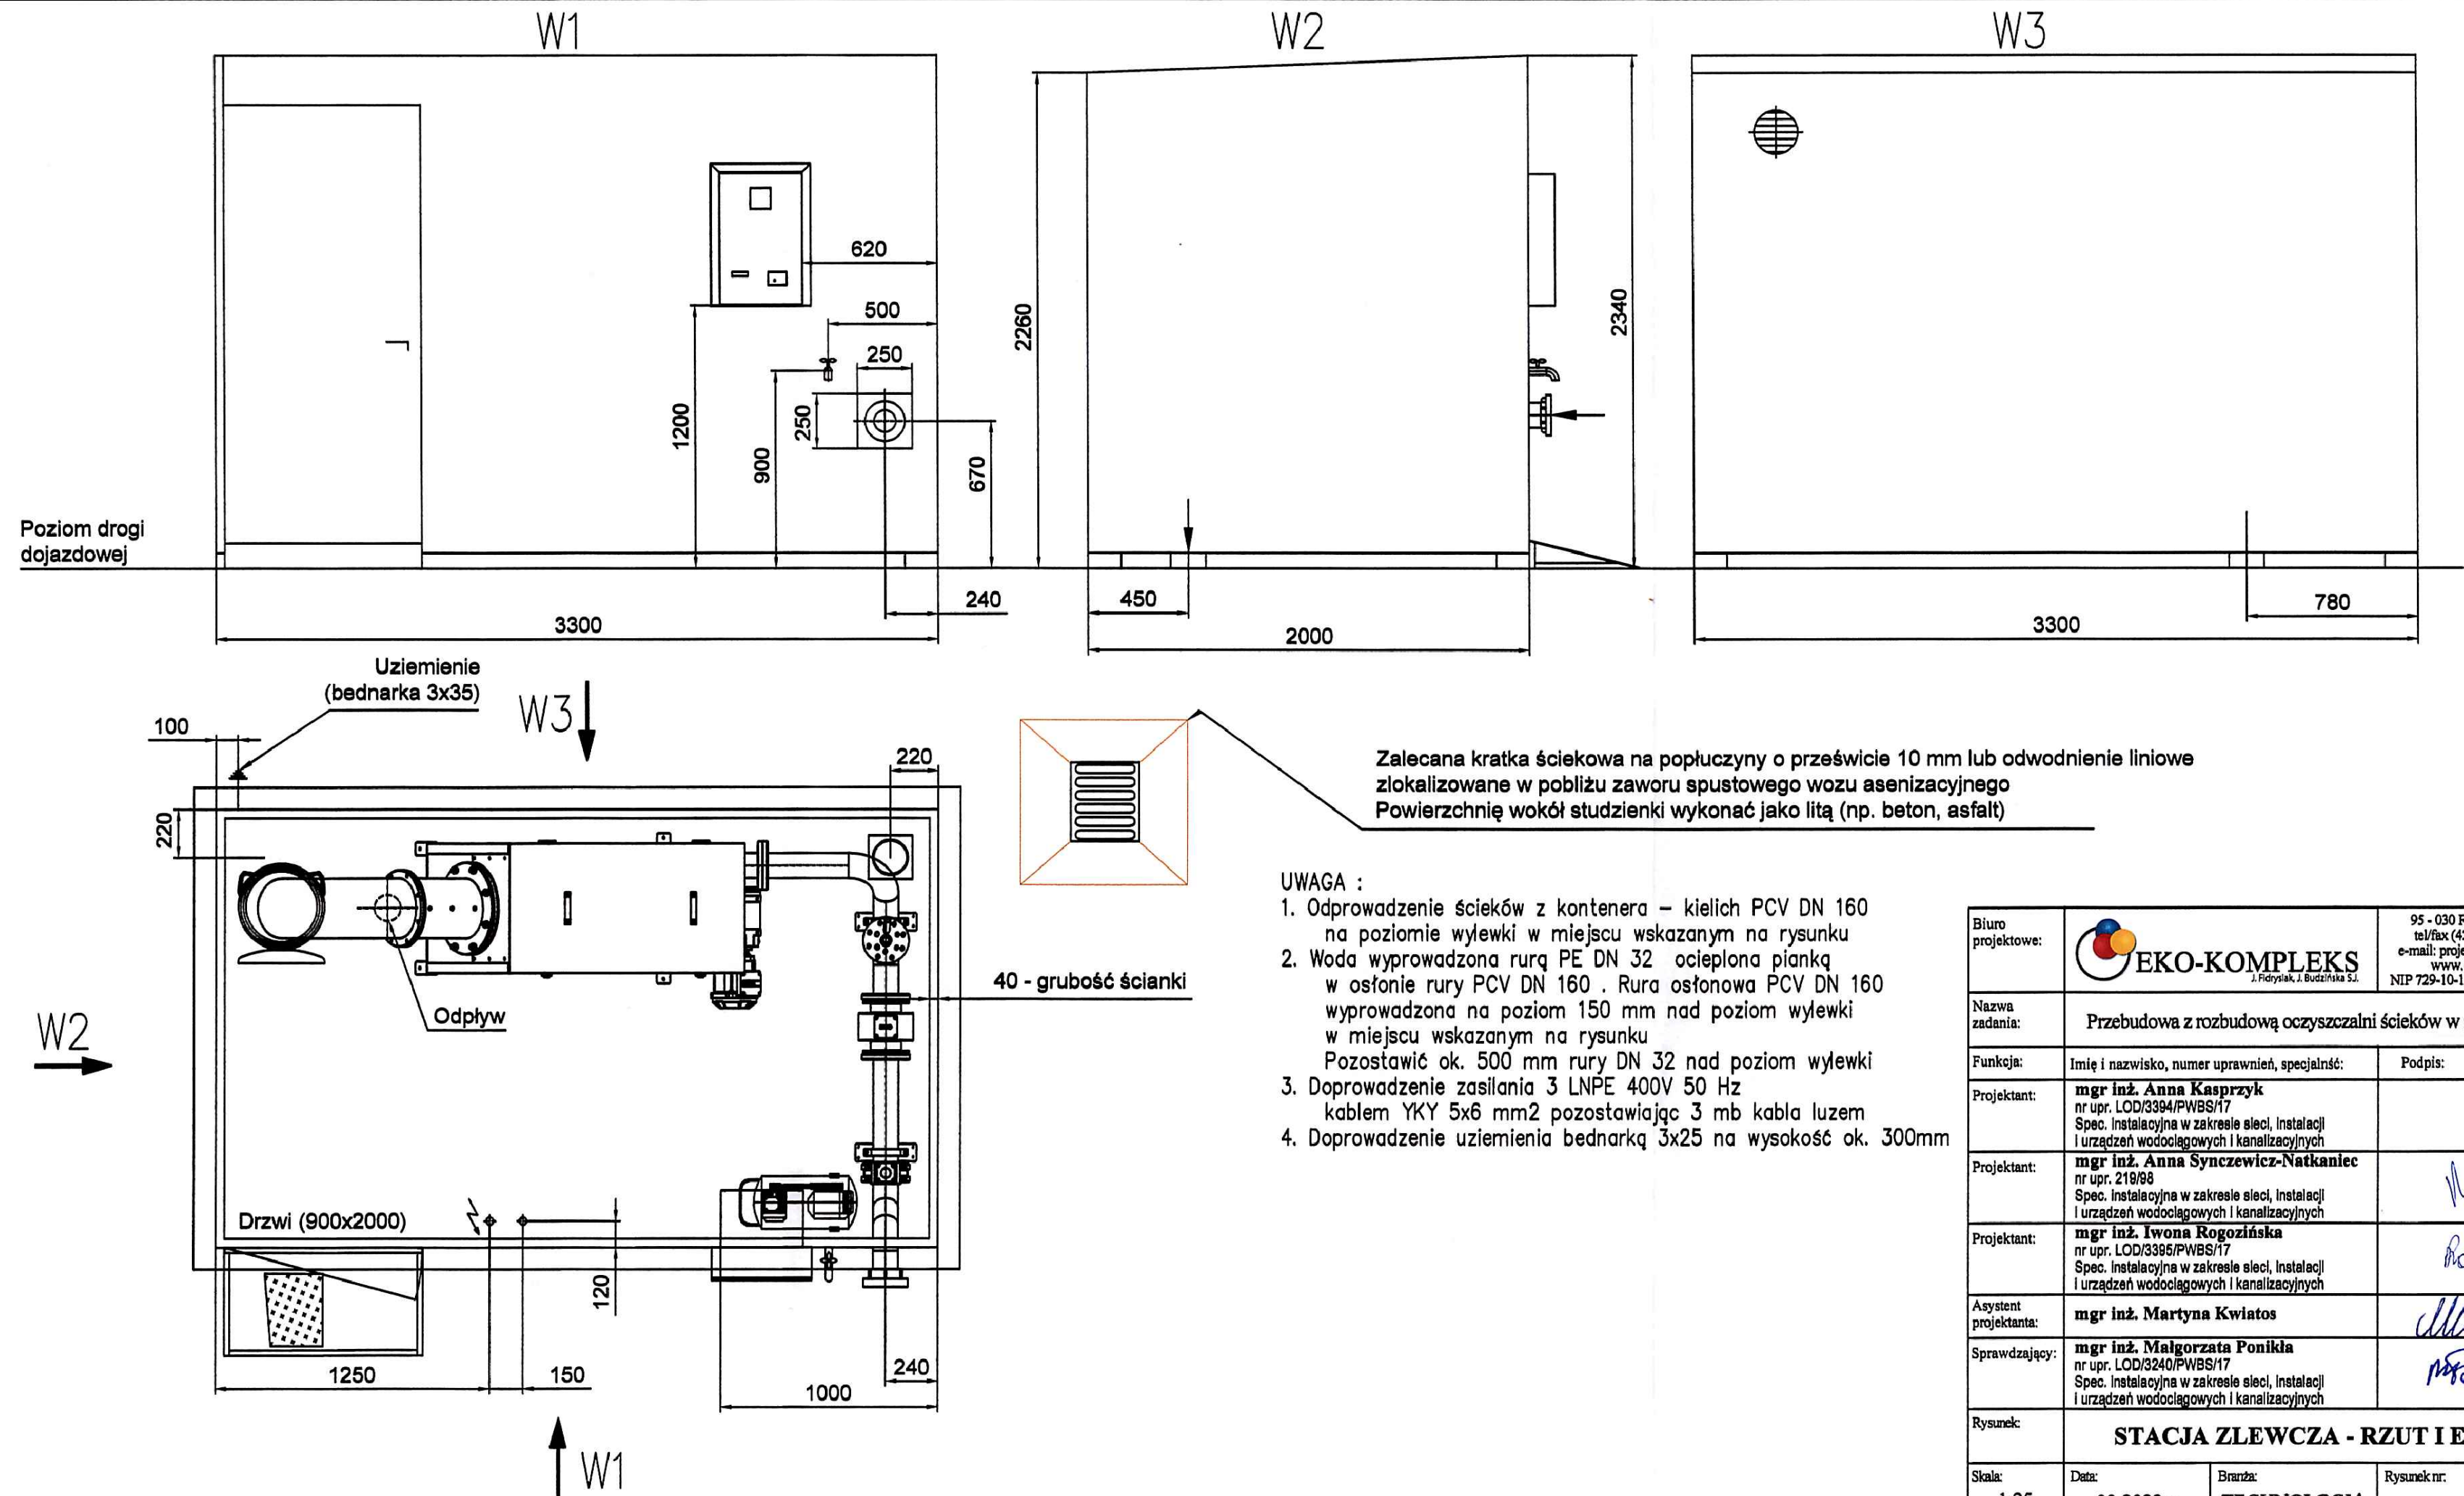 W1
W2
W3
620
500
250
250
1200
900
670
2260
2340
Poziom drogi
dojazdowej
240
3300
450
2000
780
3300
Uziemienie
(bednarka 3x35)
W3
100
220
220
Zalecana kratka ściekowa na popłuczyny o prześwicie 10 mm lub odwodnienie liniowe
zlokalizowane w pobliżu zaworu spustowego wozu asenizacyjnego
Powierzchnię wokół studzienki wykonać jako litą (np. beton, asfalt)
40 - grubość ścianki
Odpływ
W2
Drzwi (900x2000)
120
1250
150
240
1000
W1
UWAGA :
1. Odprowadzenie ścieków z kontenera – kielich PCV DN 160
na poziomie wylewki w miejscu wskazanym na rysunku
2. Woda wyprowadzona rurą PE DN 32 ocieplona pianką
w osłonie rury PCV DN 160 . Rura osłonowa PCV DN 160
wyprowadzona na poziom 150 mm nad poziom wylewki
w miejscu wskazanym na rysunku
Pozostawić ok. 500 mm rury DN 32 nad poziom wylewki
3. Doprowadzenie zasilania 3 LNPE 400V 50 Hz
kablem YKY 5x6 mm2 pozostawiając 3 mb kabla luzem
4. Doprowadzenie uziemienia bednarką 3x25 na wysokość ok. 300mm
Biuro
projektowe:
EKO-KOMPLEKS
J. Fidrysiak, J. Budzińska S.J.
95 - 030 
tel/fax (4
e-mail: proje
www.
NIP 729-10-1
Nazwa
zadania:
Przebudowa z rozbudową oczyszczalni ścieków w
Funkcja:
Imię i nazwisko, numer uprawnień, specjalnść:
Podpis:
Projektant:
mgr inż. Anna Kasprzyk
nr upr. LOD/3394/PWBS/17
Spec. Instalacyjna w zakresie sieci, Instalacji
i urządzeń wodociągowych i kanalizacyjnych
Projektant:
mgr inż. Anna Synczewicz-Natkaniec
nr upr. 219/98
Spec. Instalacyjna w zakresie sieci, Instalacji
i urządzeń wodociągowych i kanalizacyjnych
Projektant:
mgr inż. Iwona Rogozińska
nr upr. LOD/3395/PWBS/17
Spec. Instalacyjna w zakresie sieci, Instalacji
i urządzeń wodociągowych i kanalizacyjnych
Asystent
projektanta:
mgr inż. Martyna Kwiatos
Sprawdzający:
mgr inż. Małgorzata Ponikła
nr upr. LOD/3240/PWBS/17
Spec. Instalacyjna w zakresie sieci, Instalacji
i urządzeń wodociągowych i kanalizacyjnych
Rysunek:
STACJA ZLEWCZA - RZUT I E
Skala:
Data:
Branża:
Rysunek nr: